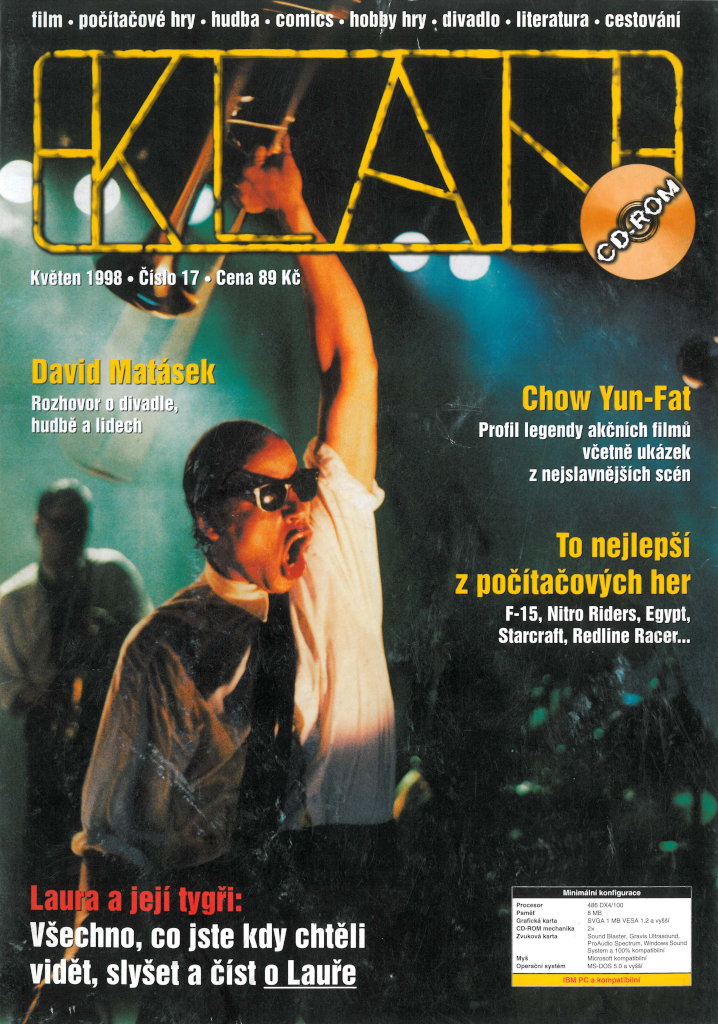 film • počítačové hry • hudba • comics • hobby hry • divadlo • literatura • cestování
KLAN
CD-ROM
Květen 1998 • Číslo 17 • Cena 89 Kč
David Matásek
Rozhovor o divadle,
hudbě a lidech
Chow Yun-Fat
Profil legendy akčních filmů
včetně ukázek
z nejslavnějších scén
To nejlepší
z počítačových her
F-15, Nitro Riders, Egypt,
Starcraft, Redline Racer...
Laura a její tygři:
Všechno, co jste kdy chtěli
vidět, slyšet a číst o Lauře
Minimální konfigurace
Procesor 486 DX4/100
Paměť 8 MB
Grafická karta SVGA 1 MB VESA 1.2 a vyšší
CD-ROM mechanika 2×
Zvuková karta Sound Blaster, Gravis Ultrasound,
ProAudio Spectrum, Windows Sound
System a 100% kompatibilní
Myš Microsoft kompatibilní
Operační systém MS-DOS 5.0 a vyšší
IBM PC a kompatibilní